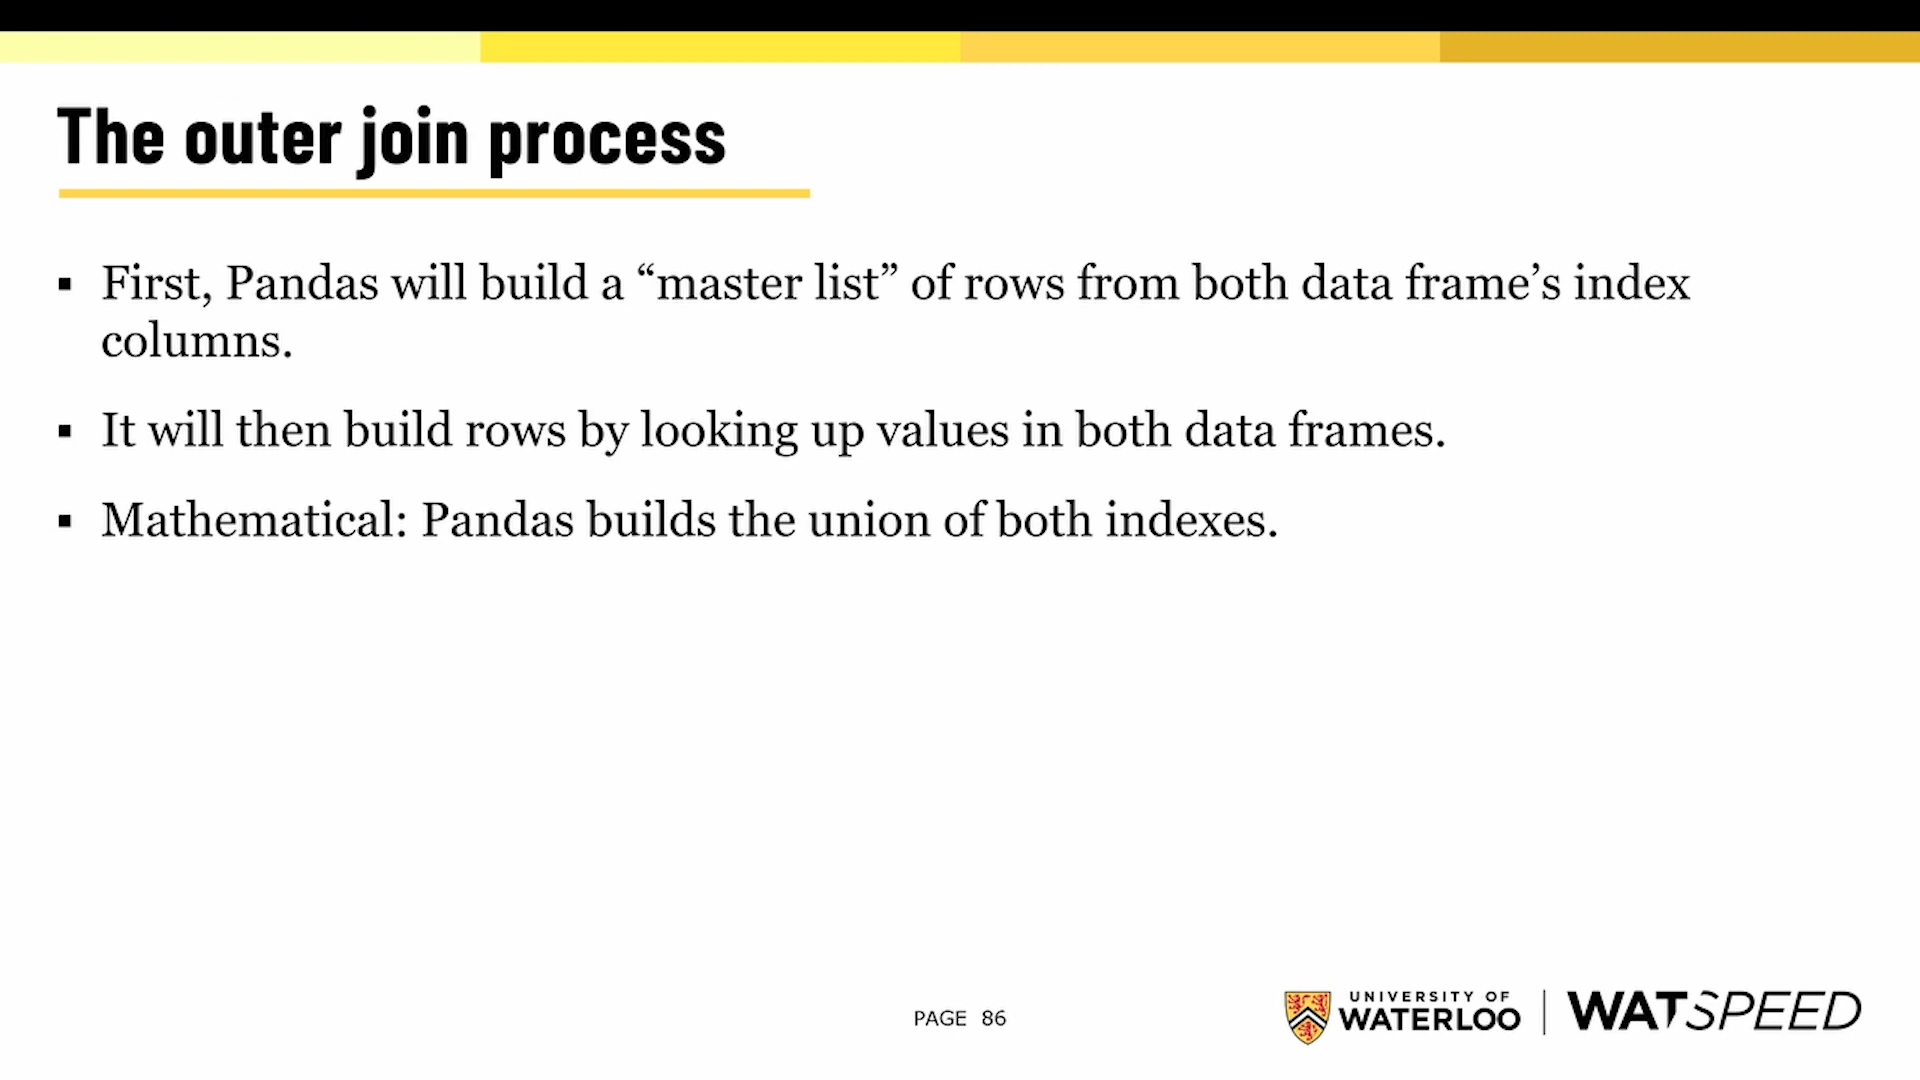 The outer join process
▪ First, Pandas will build a “master list” of rows from both data frame’s index
columns.
▪ It will then build rows by looking up values in both data frames.
▪ Mathematical: Pandas builds the union of both indexes.
PAGE 86
UNIVERSITY OF
WATERLOO
WATSPEED